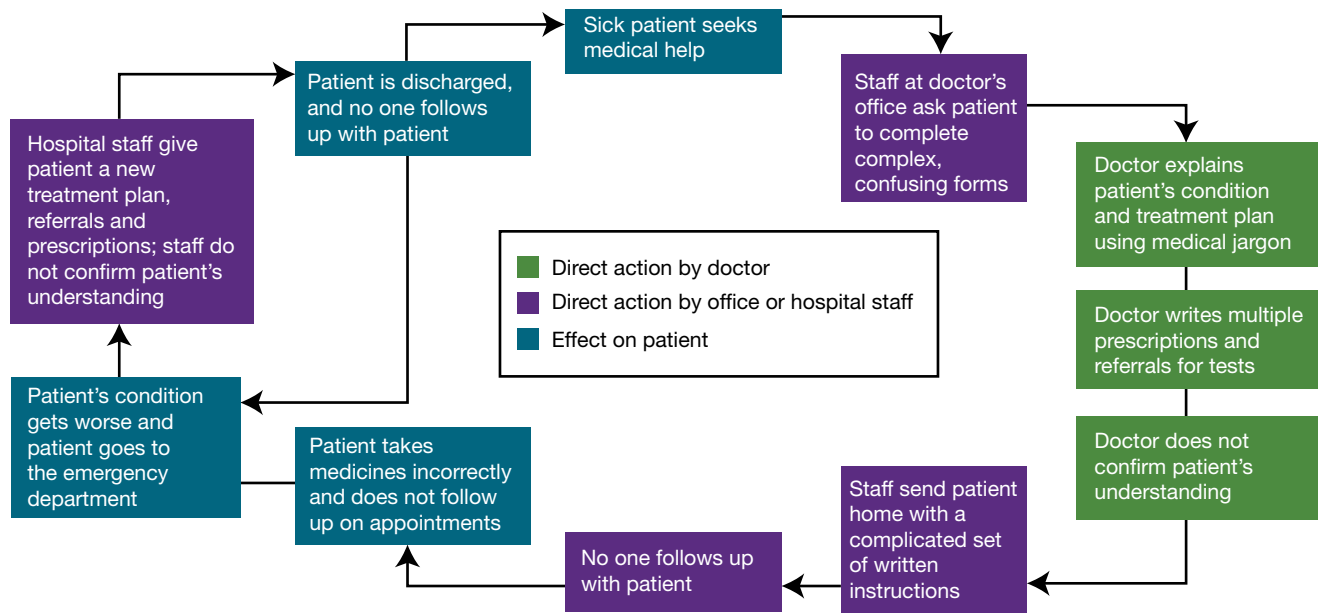 Sick patient seeks
medical help
Staff at doctor's
office ask patient
to complete
complex,
confusing forms
Doctor explains
patient's condition
and treatment plan
using medical jargon
Doctor writes multiple
prescriptions and
referrals for tests
Doctor does not
confirm patient's
understanding
Staff send patient
home with a
complicated set
of written
instructions
No one follows up
with patient
Patient takes
medicines incorrectly
and does not follow
up on appointments
Patient's condition
gets worse and
patient goes to
the emergency
department
Hospital staff give
patient a new
treatment plan,
referrals and
prescriptions; staff do
not confirm patient's
understanding
Patient is discharged,
and no one follows
up with patient
Direct action by doctor
Direct action by office or hospital staff
Effect on patient